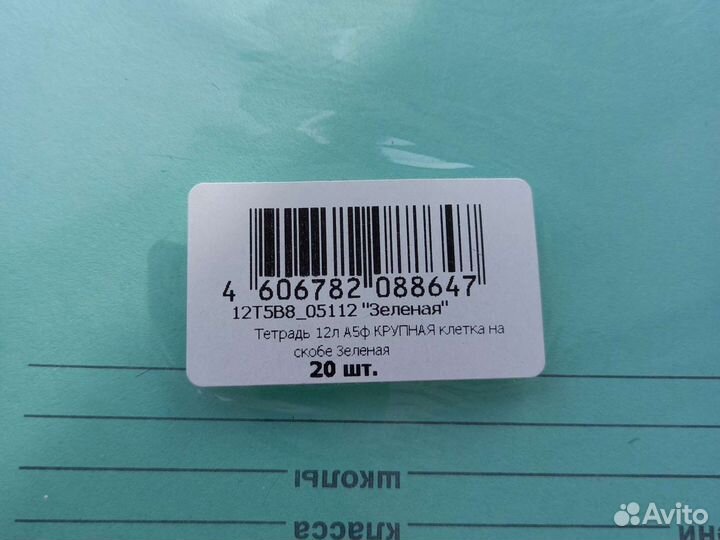 4 606782 088647
12T5B8_05112 "Зеленая"
Тетрадь 12л А5ф КРУПНАЯ клетка на
скобе Зеленая
20 шт.
школы
класса
Avito